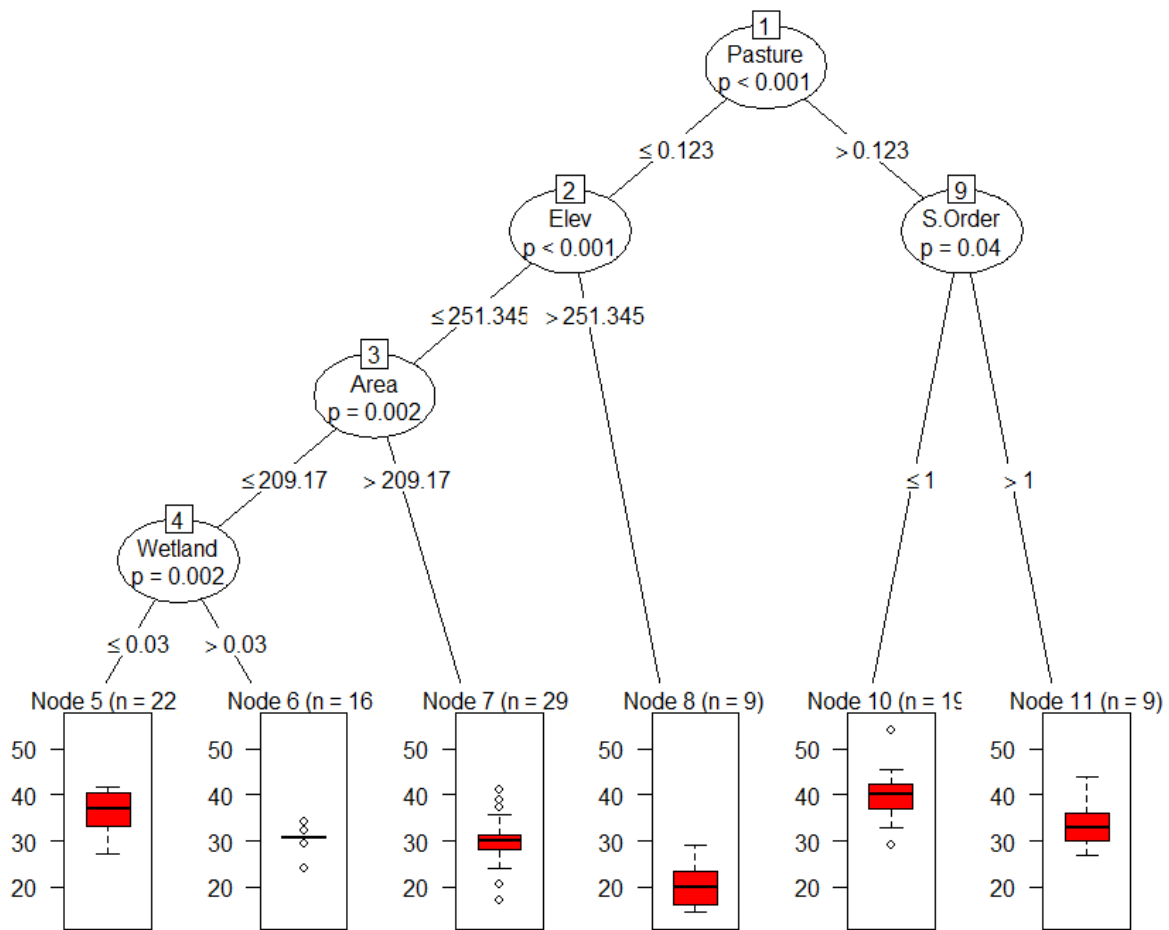 1
Pasture
p < 0.001
≤ 0.123
> 0.123
2
Elev
p < 0.001
9
S.Order
p = 0.04
≤ 251.345
> 251.345
3
Area
p = 0.002
≤ 209.17
> 209.17
≤ 1
> 1
4
Wetland
p = 0.002
≤ 0.03
> 0.03
Node 5 (n = 22
Node 6 (n = 16
Node 7 (n = 29
Node 8 (n = 9)
Node 10 (n = 19
Node 11 (n = 9)
50
40
30
20
50
40
30
20
50
40
30
20
50
40
30
20
50
40
30
20
50
40
30
20